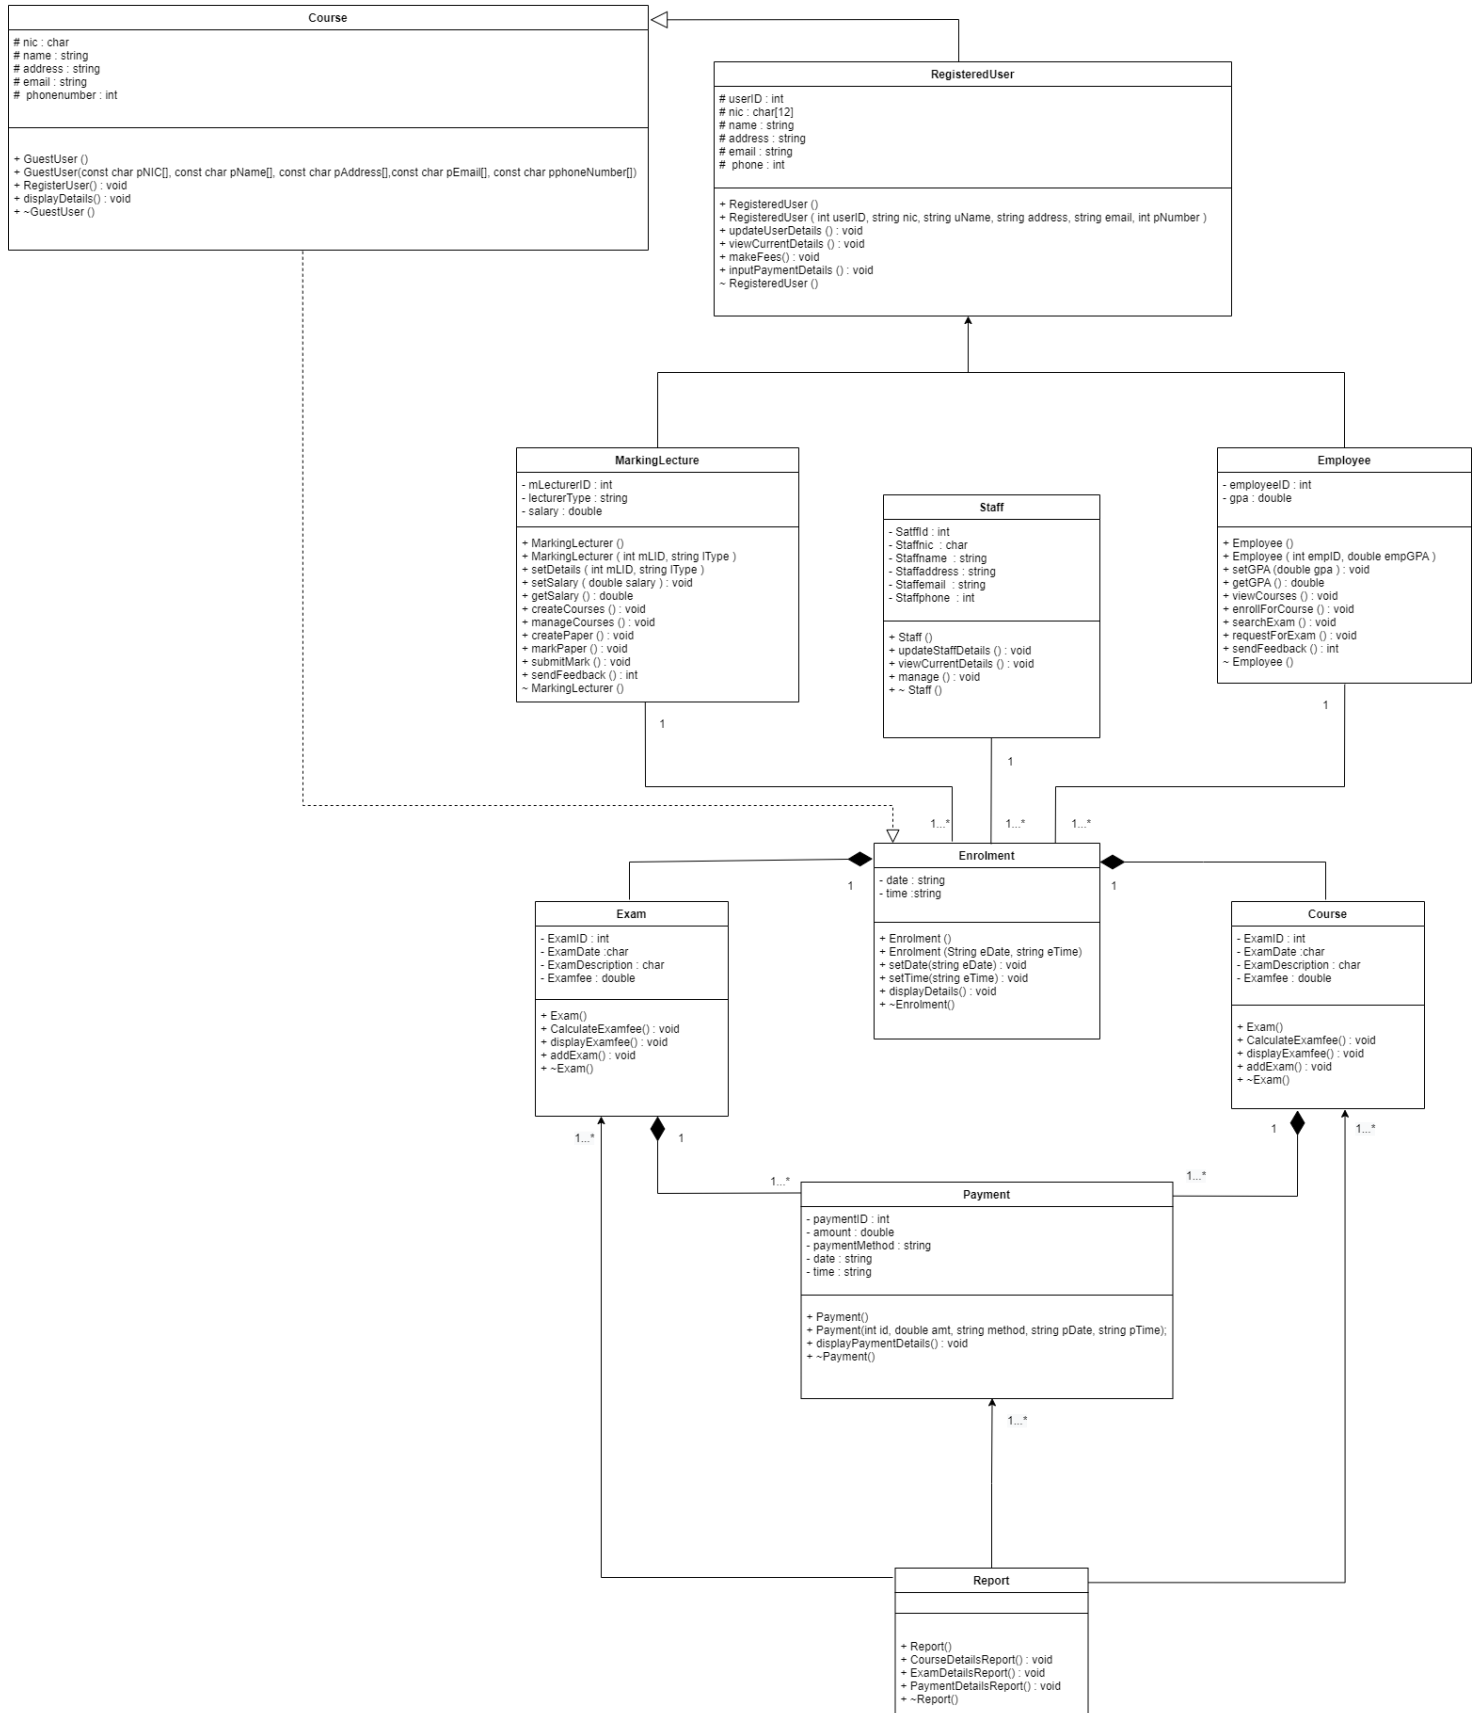 Course
# nic : char
# name : string
# address : string
# email : string
#  phonenumber : int
+ GuestUser ()
+ GuestUser(const char pNIC[], const char pName[], const char pAddress[],const char pEmail[], const char pphoneNumber[])
+ RegisterUser() : void
+ displayDetails() : void
+ ~GuestUser ()
RegisteredUser
# userID : int
# nic : char[12]
# name : string
# address : string
# email : string
#  phone : int
+ RegisteredUser ()
+ RegisteredUser ( int userID, string nic, string uName, string address, string email, int pNumber )
+ updateUserDetails () : void
+ viewCurrentDetails () : void
+ makeFees() : void
+ inputPaymentDetails () : void
~ RegisteredUser ()
MarkingLecture
- mLecturerID : int
- lecturerType : string
- salary : double
+ MarkingLecturer ()
+ MarkingLecturer ( int mLID, string lType )
+ setDetails ( int mLID, string lType )
+ setSalary ( double salary ) : void
+ getSalary () : double
+ createCourses () : void
+ manageCourses () : void
+ createPaper () : void
+ markPaper () : void
+ submitMark () : void
+ sendFeedback () : int
~ MarkingLecturer ()
1
Staff
- SatffId : int
- Staffnic  : char
- Staffname  : string
- Staffaddress : string
- Staffemail  : string
- Staffphone  : int
+ Staff ()
+ updateStaffDetails () : void
+ viewCurrentDetails () : void
+ manage () : void
+ ~ Staff ()
1
Employee
- employeeID : int
- gpa : double
+ Employee ()
+ Employee ( int empID, double empGPA )
+ setGPA (double gpa ) : void
+ getGPA () : double
+ viewCourses () : void
+ enrollForCourse () : void
+ searchExam () : void
+ requestForExam () : void
+ sendFeedback () : int
~ Employee ()
1
1...*
1...*
1...*
Enrolment
- date : string
- time :string
+ Enrolment ()
+ Enrolment (String eDate, string eTime)
+ setDate(string eDate) : void
+ setTime(string eTime) : void
+ displayDetails() : void
+ ~Enrolment()
1
1
Exam
- ExamID : int
- ExamDate :char
- ExamDescription : char
- Examfee : double
+ Exam()
+ CalculateExamfee() : void
+ displayExamfee() : void
+ addExam() : void
+ ~Exam()
Course
- ExamID : int
- ExamDate :char
- ExamDescription : char
- Examfee : double
+ Exam()
+ CalculateExamfee() : void
+ displayExamfee() : void
+ addExam() : void
+ ~Exam()
1...*
1
1
1...*
1...*
1...*
Payment
- paymentID : int
- amount : double
- paymentMethod : string
- date : string
- time : string
+ Payment()
+ Payment(int id, double amt, string method, string pDate, string pTime);
+ displayPaymentDetails() : void
+ ~Payment()
1...*
Report
+ Report()
+ CourseDetailsReport() : void
+ ExamDetailsReport() : void
+ PaymentDetailsReport() : void
+ ~Report()